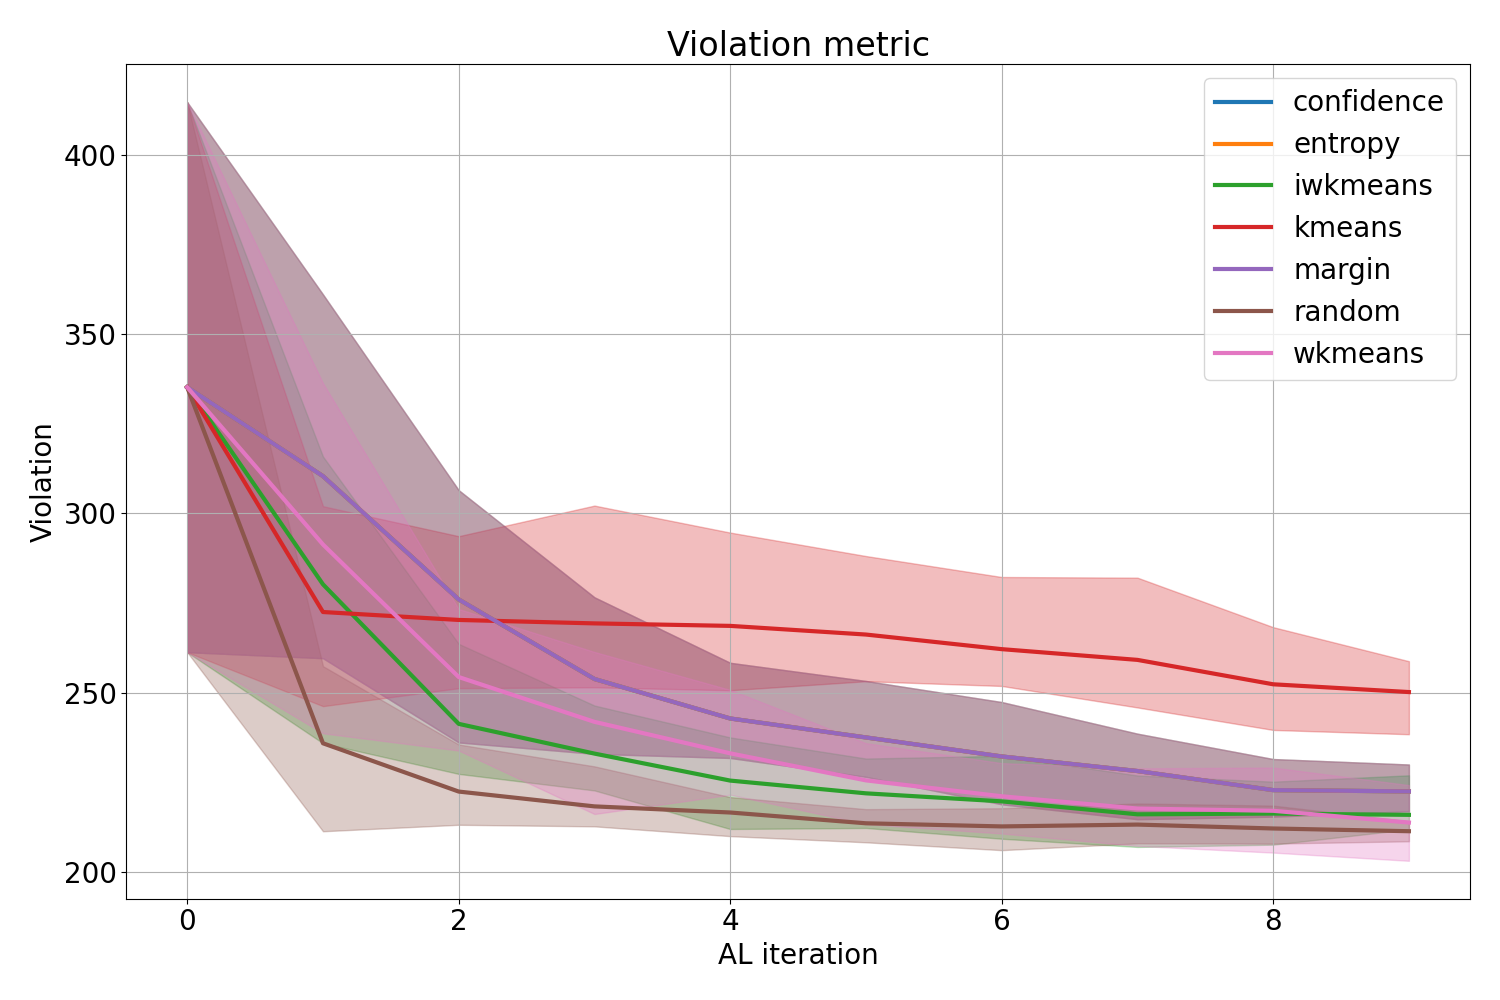 Violation metric
400
350
300
250
200
Violation
0
2
4
6
8
AL iteration
confidence
entropy
iwkmeans
kmeans
margin
random
wkmeans